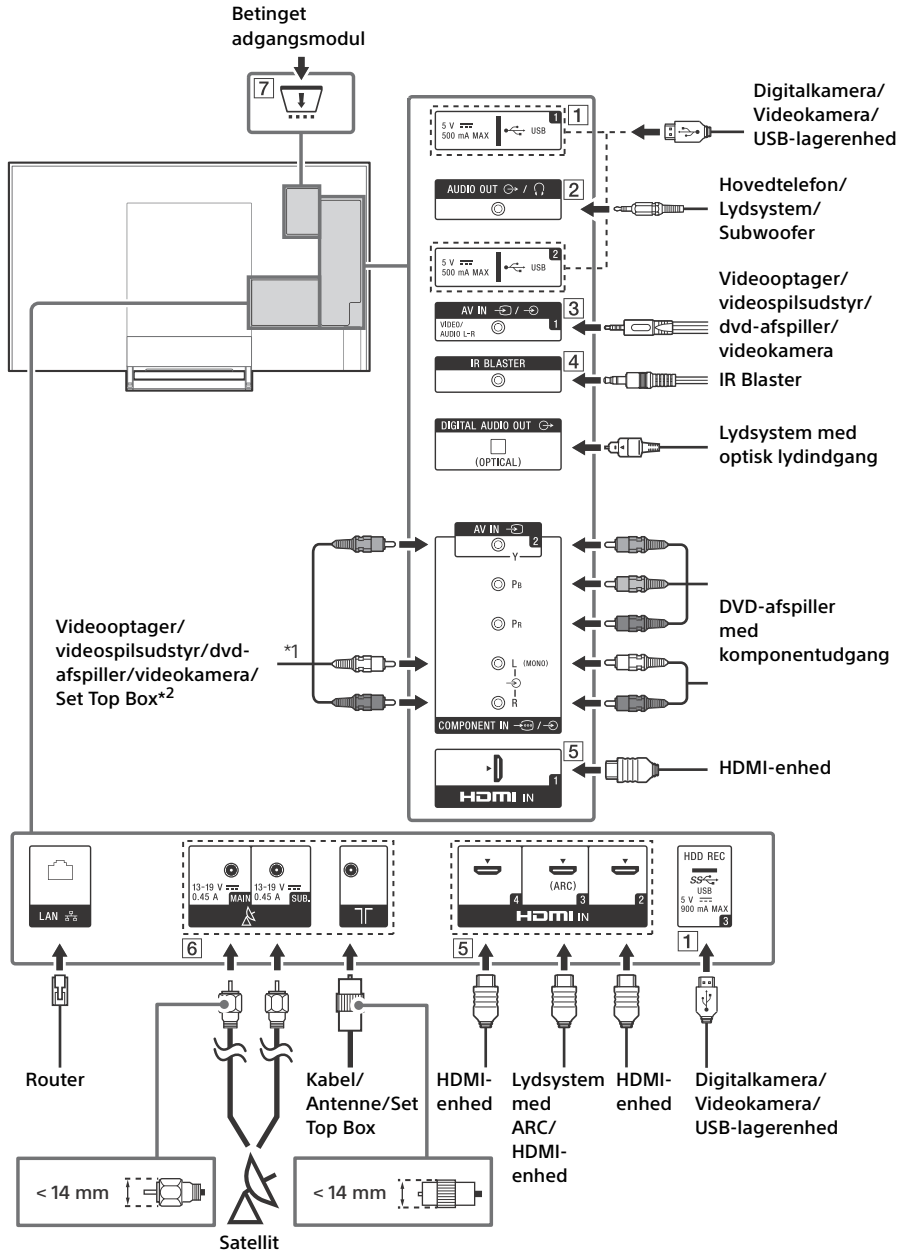 Betinget
adgangsmodul
7
5 V
500 mA MAX
USB
1
1
Digitalkamera/
Videokamera/
USB-lagerenhed
AUDIO OUT /
2
Hovedtelefon/
Lydsystem/
Subwoofer
5 V
500 mA MAX
USB
2
AV IN /
VIDEO/
AUDIO L-R
1
3
Videooptager/
videospilsudstyr/
dvd-afspiller/
videokamera
IR BLASTER
4
IR Blaster
DIGITAL AUDIO OUT
(OPTICAL)
Lydsystem med
optisk lydindgang
AV IN
2
Y
PB
PR
L (MONO)
R
COMPONENT IN /
Videooptager/
videospilsudstyr/dvd-
afspiller/videokamera/
Set Top Box*2
*1
DVD-afspiller
med
komponentudgang
5
1
HDMI IN
HDMI-enhed
LAN
13-19 V
0.45 A
MAIN
13-19 V
0.45 A
SUB.
6
4
(ARC)
3
2
HDMI IN
5
HDD REC
SS
USB
5 V
900 mA MAX
3
1
Router
Kabel/
Antenne/Set
Top Box
HDMI-
enhed
Lydsystem
med
ARC/
HDMI-
enhed
HDMI-
enhed
Digitalkamera/
Videokamera/
USB-lagerenhed
< 14 mm
< 14 mm
Satellit